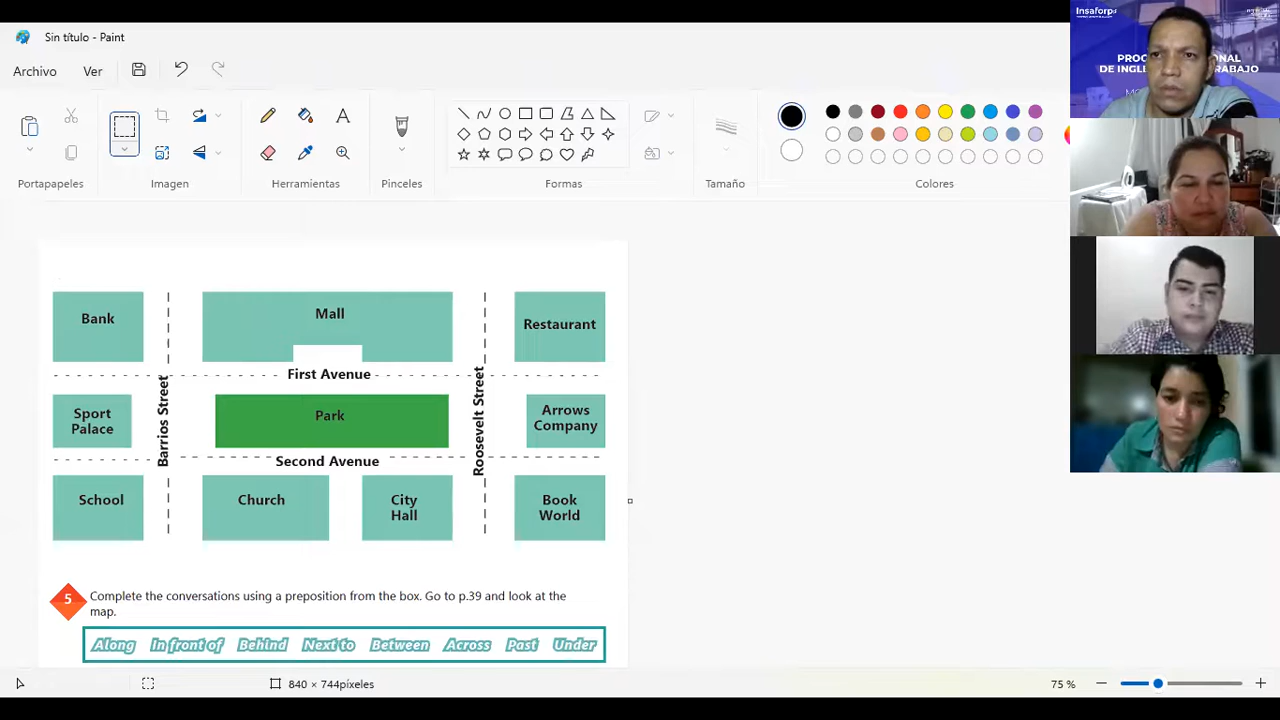 Sin título - Paint
Archivo
Ver
Portapapeles
Imagen
Herramientas
Pinceles
Formas
Tamaño
Colores
Bank
Mall
Restaurant
First Avenue
Sport
Palace
Barrios Street
Park
Roosevelt Street
Arrows
Company
Second Avenue
School
Church
City
Hall
Book
World
5
Complete the conversations using a preposition from the box. Go to p.39 and look at the
map.
Along In front of Behind Next to Between Across Past Under
840 × 744píxeles
75 %
Insaforp